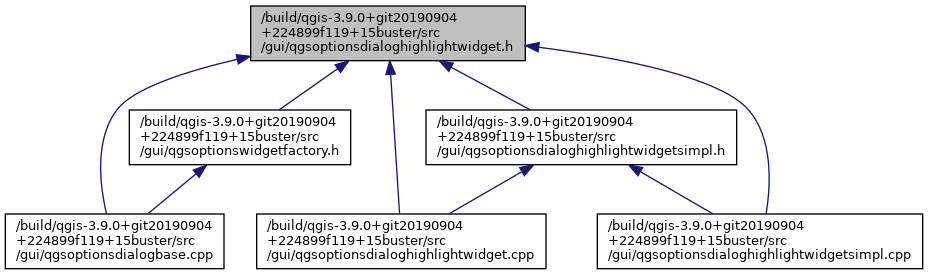 /build/qgis-3.9.0+git20190904
+224899f119+15buster/src
/gui/qgsoptionsdialoghighlightwidget.h
/build/qgis-3.9.0+git20190904
+224899f119+15buster/src
/gui/qgsoptionswidgetfactory.h
/build/qgis-3.9.0+git20190904
+224899f119+15buster/src
/gui/qgsoptionsdialoghighlightwidgetsimpl.h
/build/qgis-3.9.0+git20190904
+224899f119+15buster/src
/gui/qgsoptionsdialogbase.cpp
/build/qgis-3.9.0+git20190904
+224899f119+15buster/src
/gui/qgsoptionsdialoghighlightwidget.cpp
/build/qgis-3.9.0+git20190904
+224899f119+15buster/src
/gui/qgsoptionsdialoghighlightwidgetsimpl.cpp